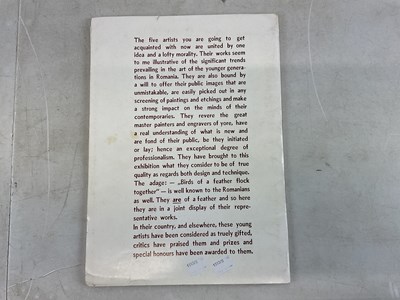 The five artists you are going to get
acquainted with now are united by one
idea and a lofty morality. Their works seem
to me illustrative of the significant trends
prevailing in the art of the younger genera-
tions in Romania. They are also bound by
a will to offer their public images that are
unmistakable, are easily picked out in any
screening of paintings and etchings and make
a strong impact on the minds of their
contemporaries. They revere the great
master painters and engravers of yore, have
a real understanding of what is new and
are fond of their public, be they initiated
or lay; hence an exceptional degree of
professionalism. They have brought to this
exhibition what they consider to be of true
quality as regards both design and technique.
The adage: — „Birds of a feather flock
together“ — is well known to the Romanians
as well. They are of a feather and so here
they are in a joint display of their repre-
sentative works.
In their country, and elsewhere, these young
artists have been considered as truly gifted,
critics have praised them and prizes and
special honours have been awarded to them.